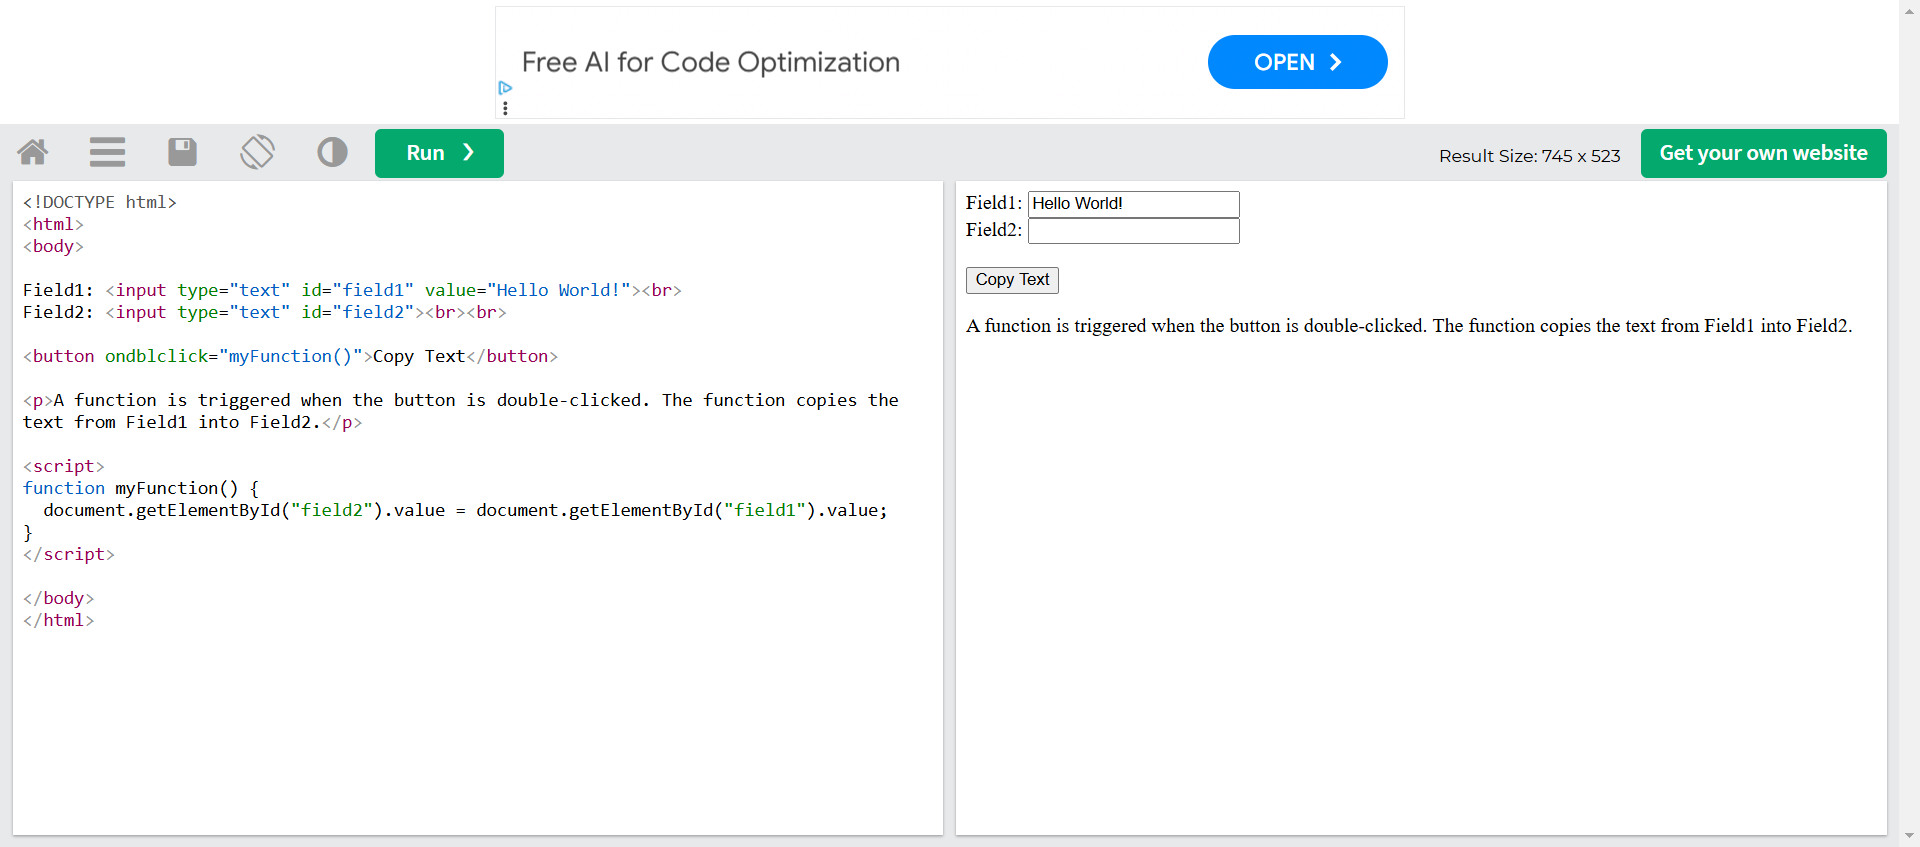 Free AI for Code Optimization
OPEN
Run
Result Size: 745 x 523
Get your own website
<!DOCTYPE html>
<html>
<body>
Field1: <input type="text" id="field1" value="Hello World!"><br>
Field2: <input type="text" id="field2"><br><br>
<button ondblclick="myFunction()">Copy Text</button>
<p>A function is triggered when the button is double-clicked. The function copies the
text from Field1 into Field2.</p>
<script>
function myFunction() {
  document.getElementById("field2").value = document.getElementById("field1").value;
}
</script>
</body>
</html>
Field1: Hello World!
Field2:
Copy Text
A function is triggered when the button is double-clicked. The function copies the text from Field1 into Field2.